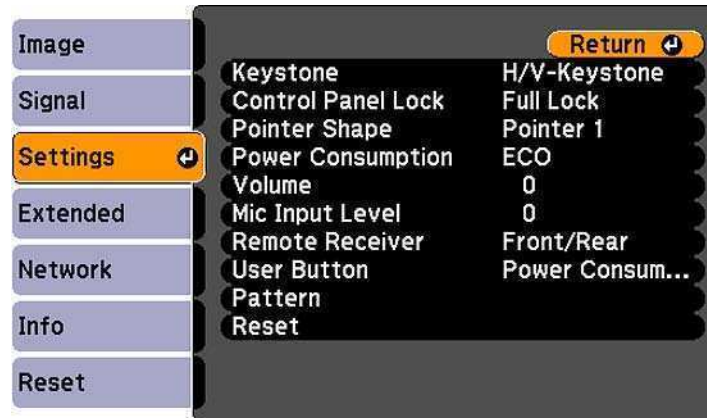 Image
Signal
Settings
Extended
Network
Info
Reset
Return
Keystone H/V-Keystone
Control Panel Lock Full Lock
Pointer Shape Pointer 1
Power Consumption ECO
Volume 0
Mic Input Level 0
Remote Receiver Front/Rear
User Button Power Consum...
Pattern
Reset